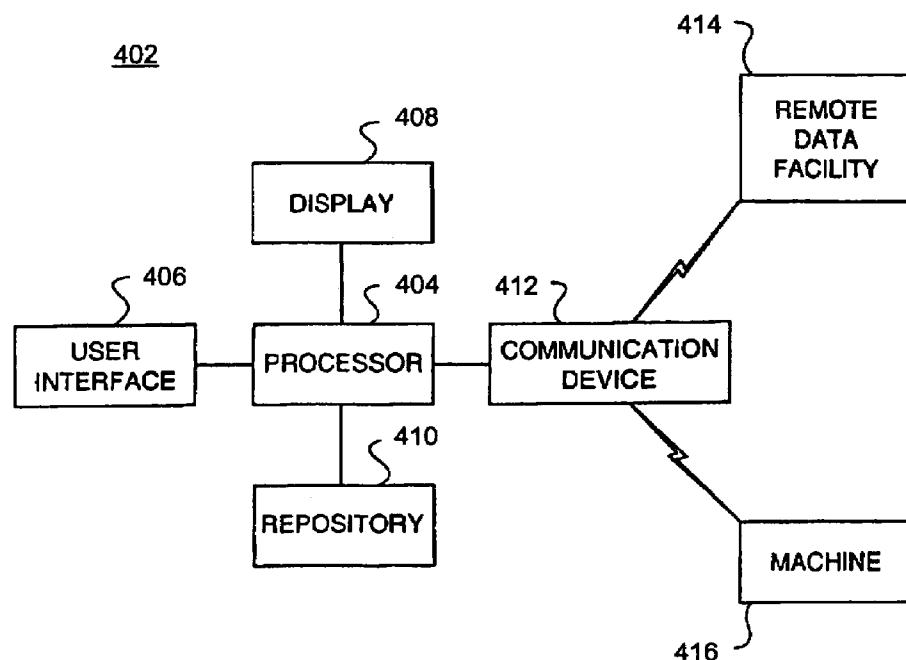 414
402
REMOTE
DATA
FACILITY
408
DISPLAY
406
404
412
USER
INTERFACE
PROCESSOR
COMMUNICATION
DEVICE
410
REPOSITORY
MACHINE
416